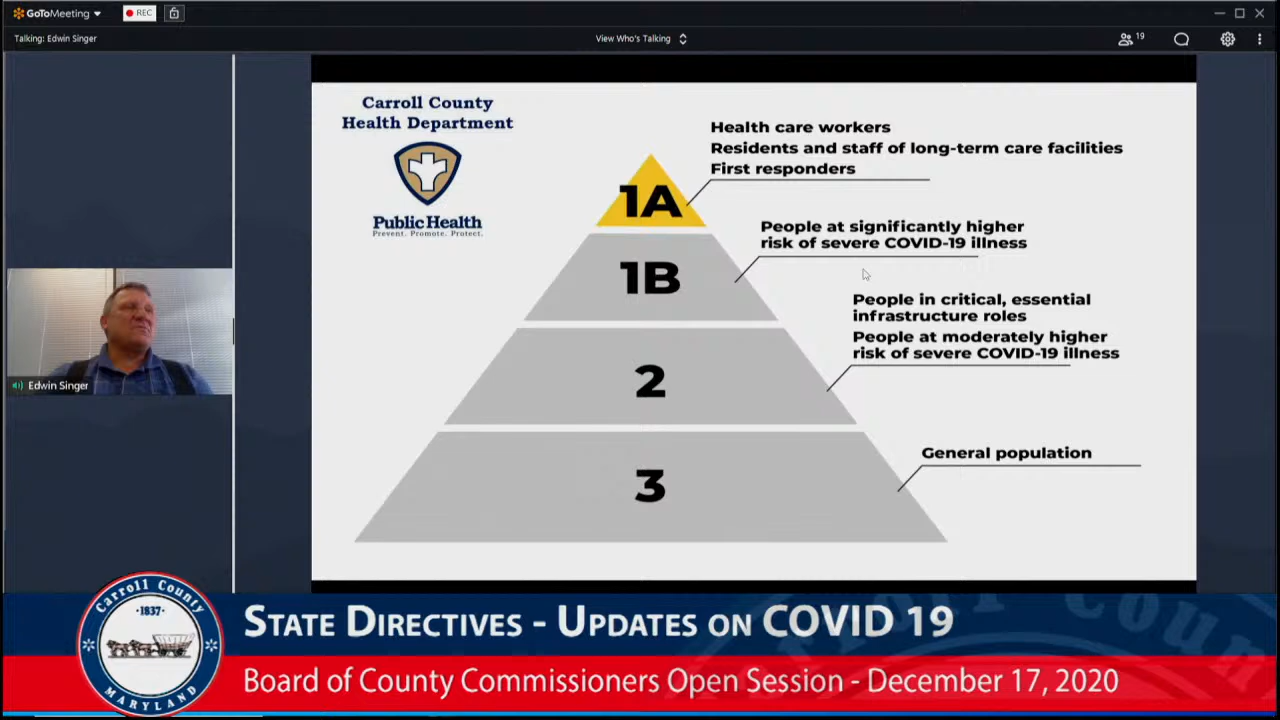 GoToMeeting
REC
Talking: Edwin Singer
View Who's Talking
19
Carroll County
Health Department
Public Health
Prevent. Promote. Protect.
Health care workers
Residents and staff of long-term care facilities
First responders
1A
People at significantly higher
risk of severe COVID-19 illness
1B
People in critical, essential
infrastructure roles
People at moderately higher
risk of severe COVID-19 illness
2
General population
3
Edwin Singer
Carroll County
1837
MARYLAND
STATE DIRECTIVES - UPDATES ON COVID 19
Board of County Commissioners Open Session - December 17, 2020